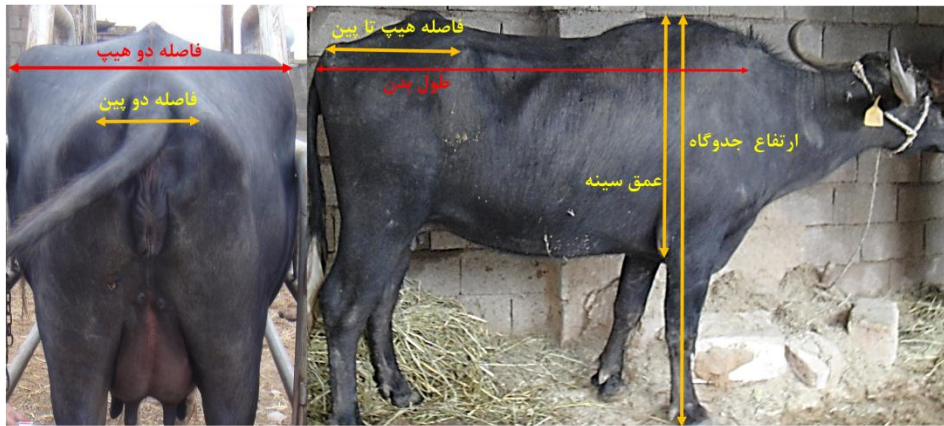 فاصله دو هیپ
فاصله دو پین
فاصله هیپ تا پین
طول بدن
ارتفاع جدوگاه
عمق سینه